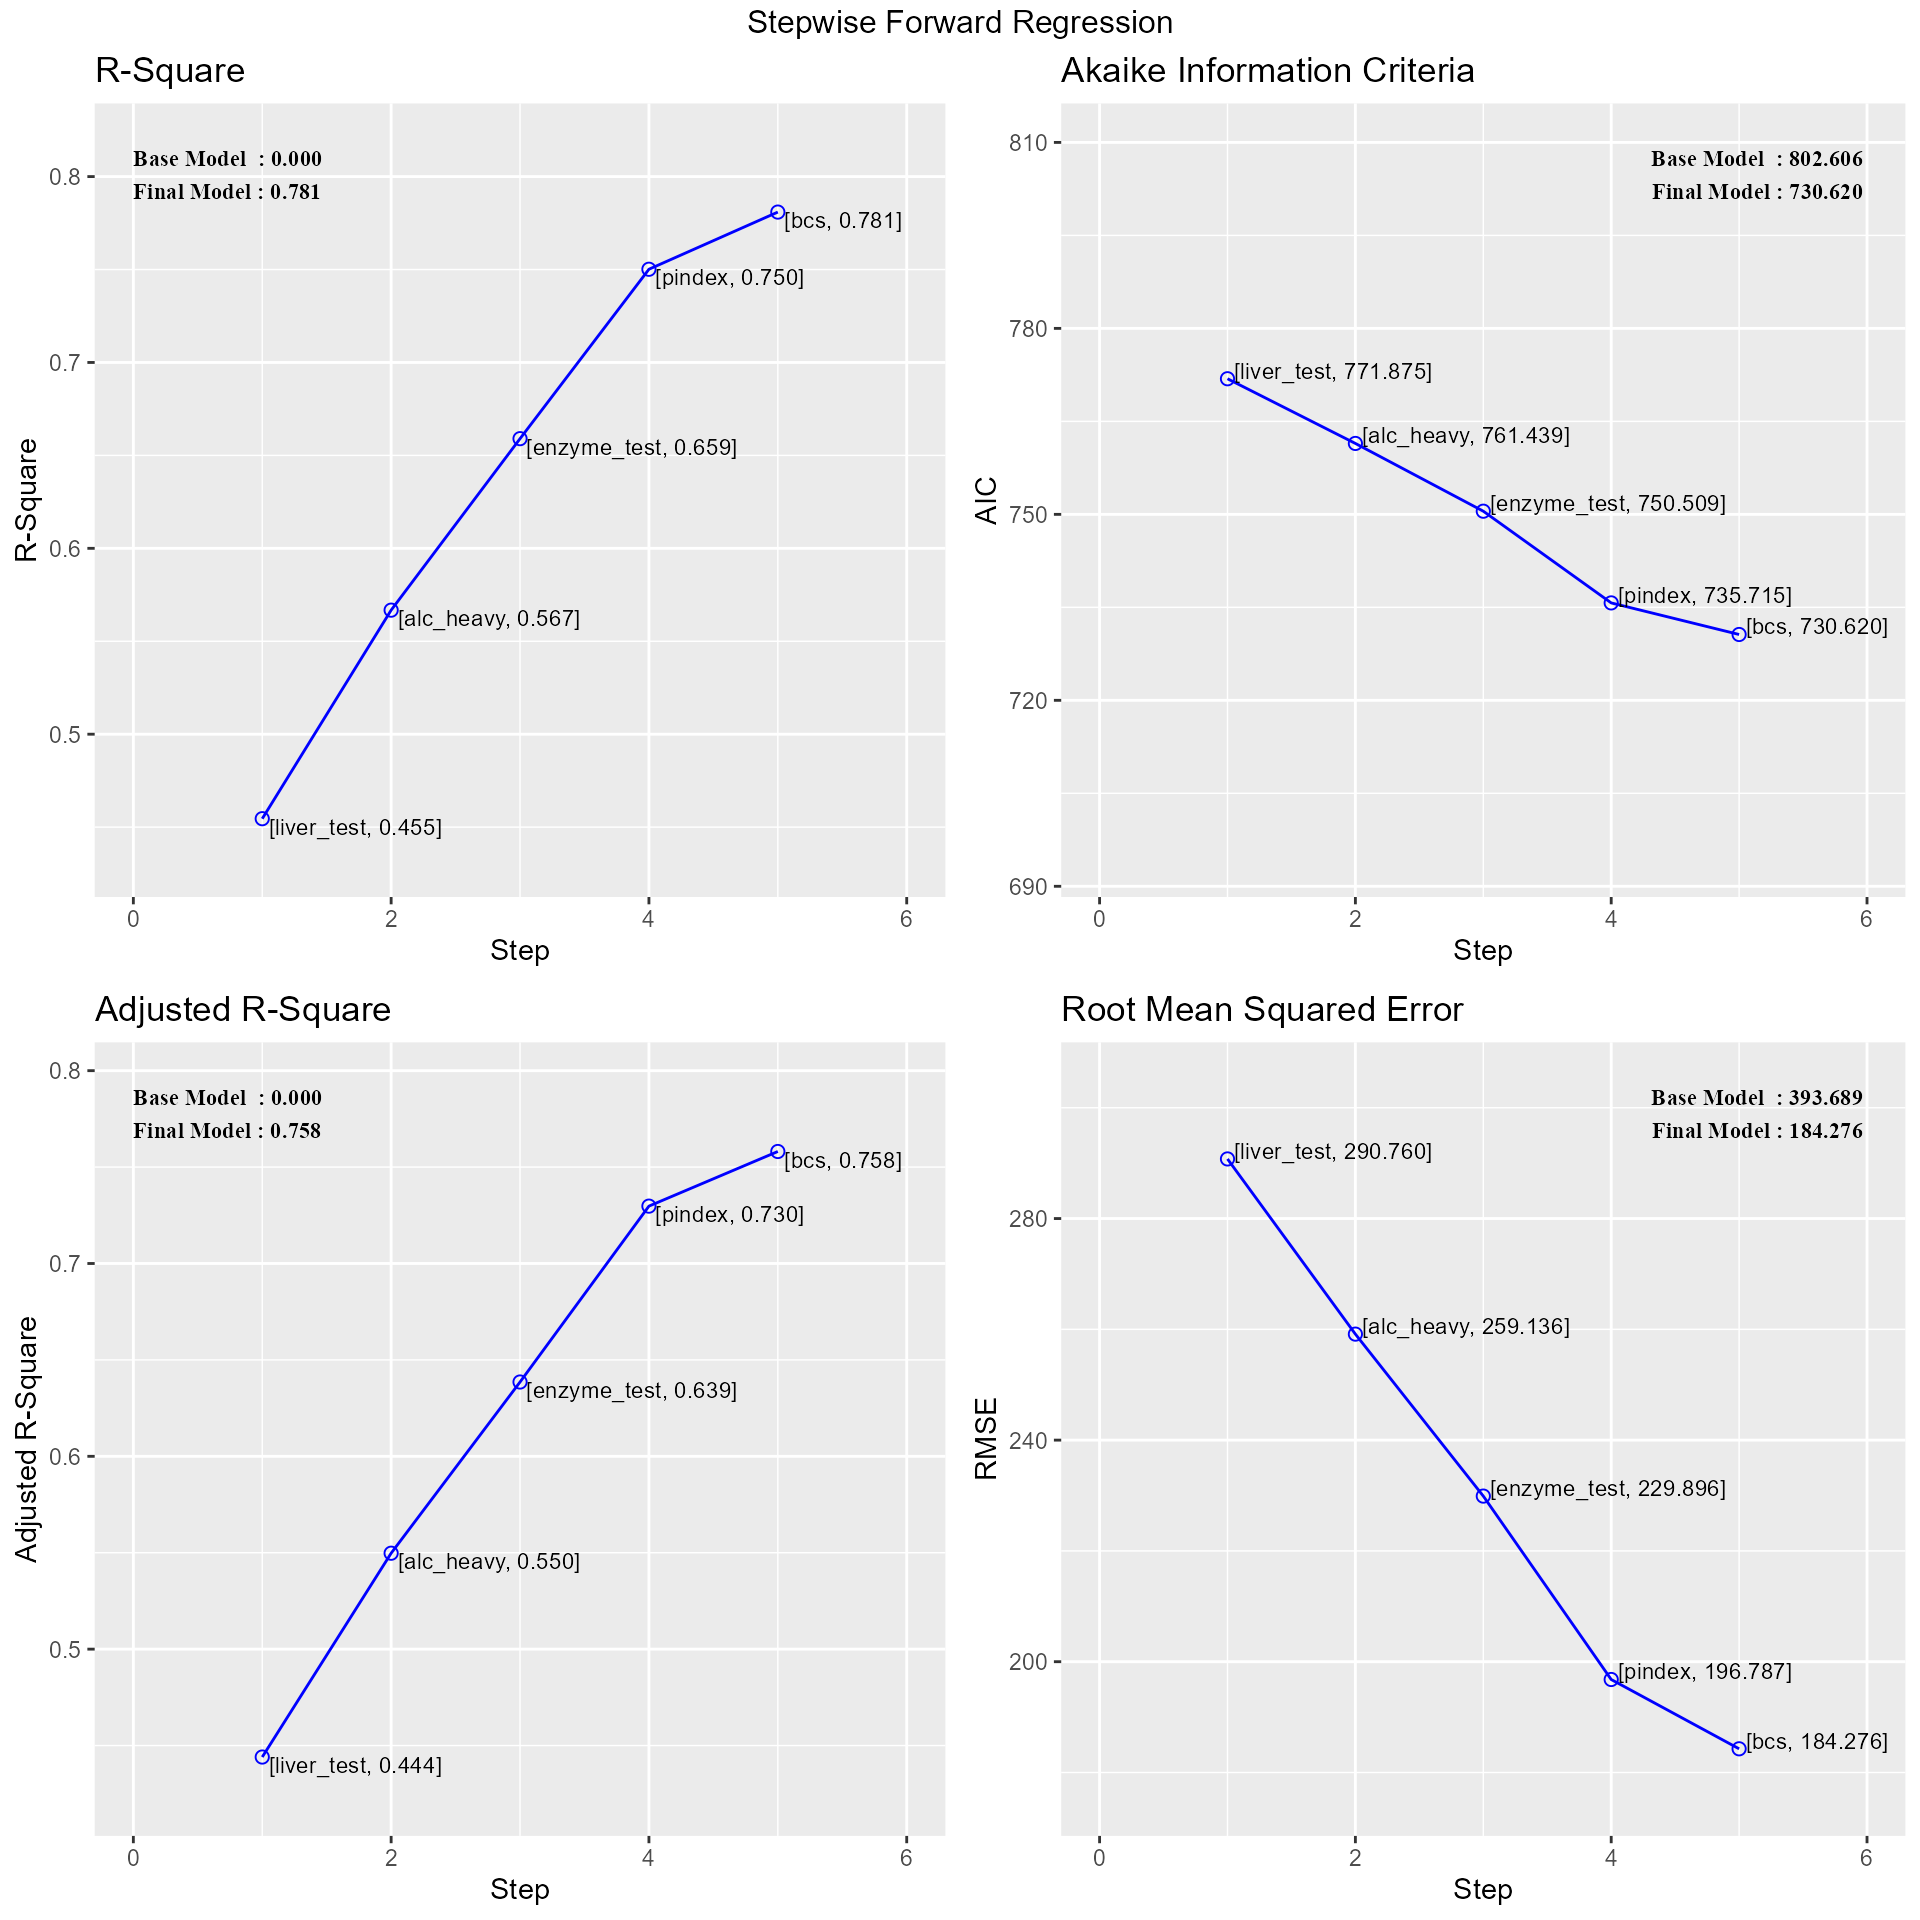 Stepwise Forward Regression
R-Square
Base Model  : 0.000
Final Model : 0.781
0.8
0.7
0.6
0.5
R-Square
[bcs, 0.781]
[pindex, 0.750]
[enzyme_test, 0.659]
[alc_heavy, 0.567]
[liver_test, 0.455]
0 2 4 6
Step
Akaike Information Criteria
Base Model  : 802.606
Final Model : 730.620
810
780
750
720
690
AIC
[liver_test, 771.875]
[alc_heavy, 761.439]
[enzyme_test, 750.509]
[pindex, 735.715]
[bcs, 730.620]
0 2 4 6
Step
Adjusted R-Square
Base Model  : 0.000
Final Model : 0.758
0.8
0.7
0.6
0.5
Adjusted R-Square
[bcs, 0.758]
[pindex, 0.730]
[enzyme_test, 0.639]
[alc_heavy, 0.550]
[liver_test, 0.444]
0 2 4 6
Step
Root Mean Squared Error
Base Model  : 393.689
Final Model : 184.276
280
240
200
RMSE
[liver_test, 290.760]
[alc_heavy, 259.136]
[enzyme_test, 229.896]
[pindex, 196.787]
[bcs, 184.276]
0 2 4 6
Step